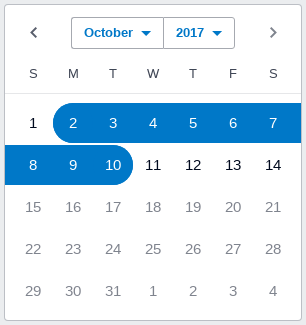 October 2017
S M T W T F S
1 2 3 4 5 6 7
8 9 10 11 12 13 14
15 16 17 18 19 20 21
22 23 24 25 26 27 28
29 30 31 1 2 3 4